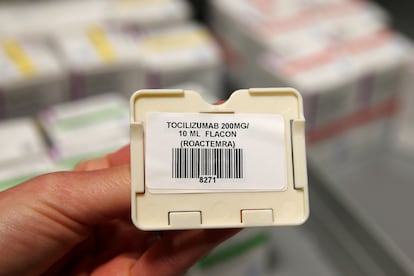 TOCILIZUMAB 200MG/
10 ML FLACON
(ROACTEMRA)
8271